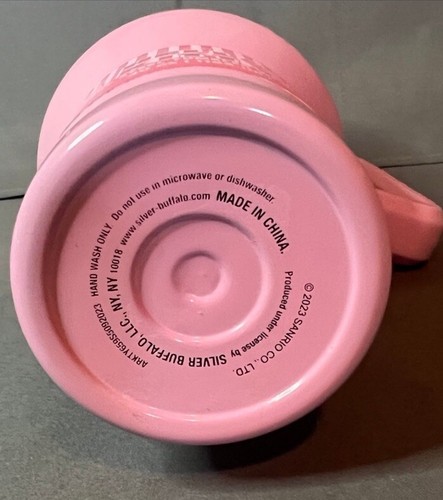 HAND WASH ONLY. Do not use in microwave or dishwasher.
© 2023 SANRIO CO., LTD.
Produced under license by SILVER BUFFALO, LLC., NY, NY 10018 www.silver-buffalo.com MADE IN CHINA.